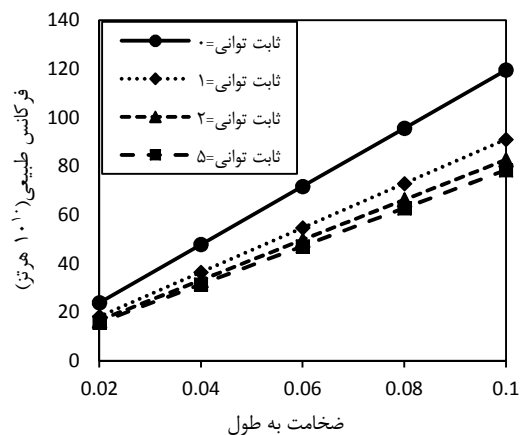 140
120
100
80
60
40
20
0
فرکانس طبیعی(۱۰^۱۰ هرتز)
ثابت توانی=۰
ثابت توانی=۱
ثابت توانی=۲
ثابت توانی=۵
0.02 0.04 0.06 0.08 0.1
ضخامت به طول